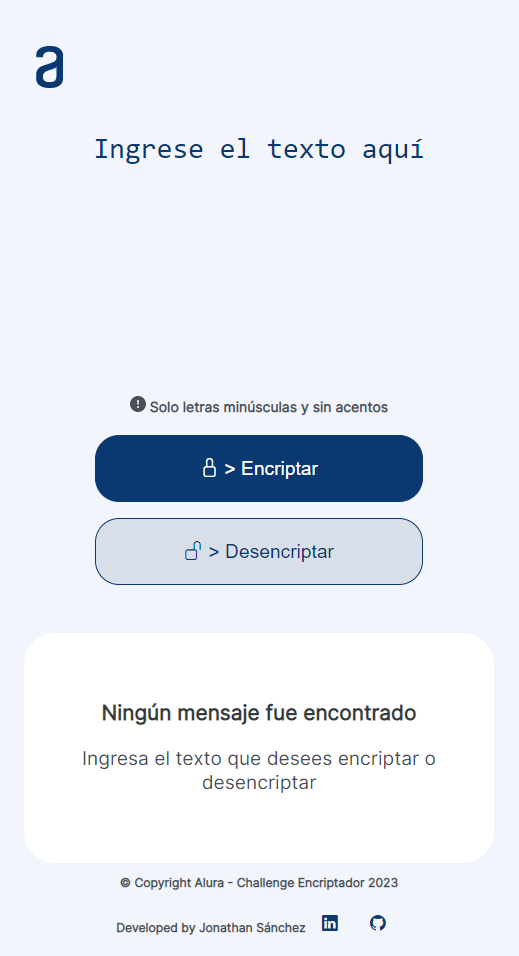 a
Ingrese el texto aquí
Solo letras minúsculas y sin acentos
> Encriptar
> Desencriptar
Ningún mensaje fue encontrado
Ingresa el texto que desees encriptar o
desencriptar
© Copyright Alura - Challenge Encriptador 2023
Developed by Jonathan Sánchez in